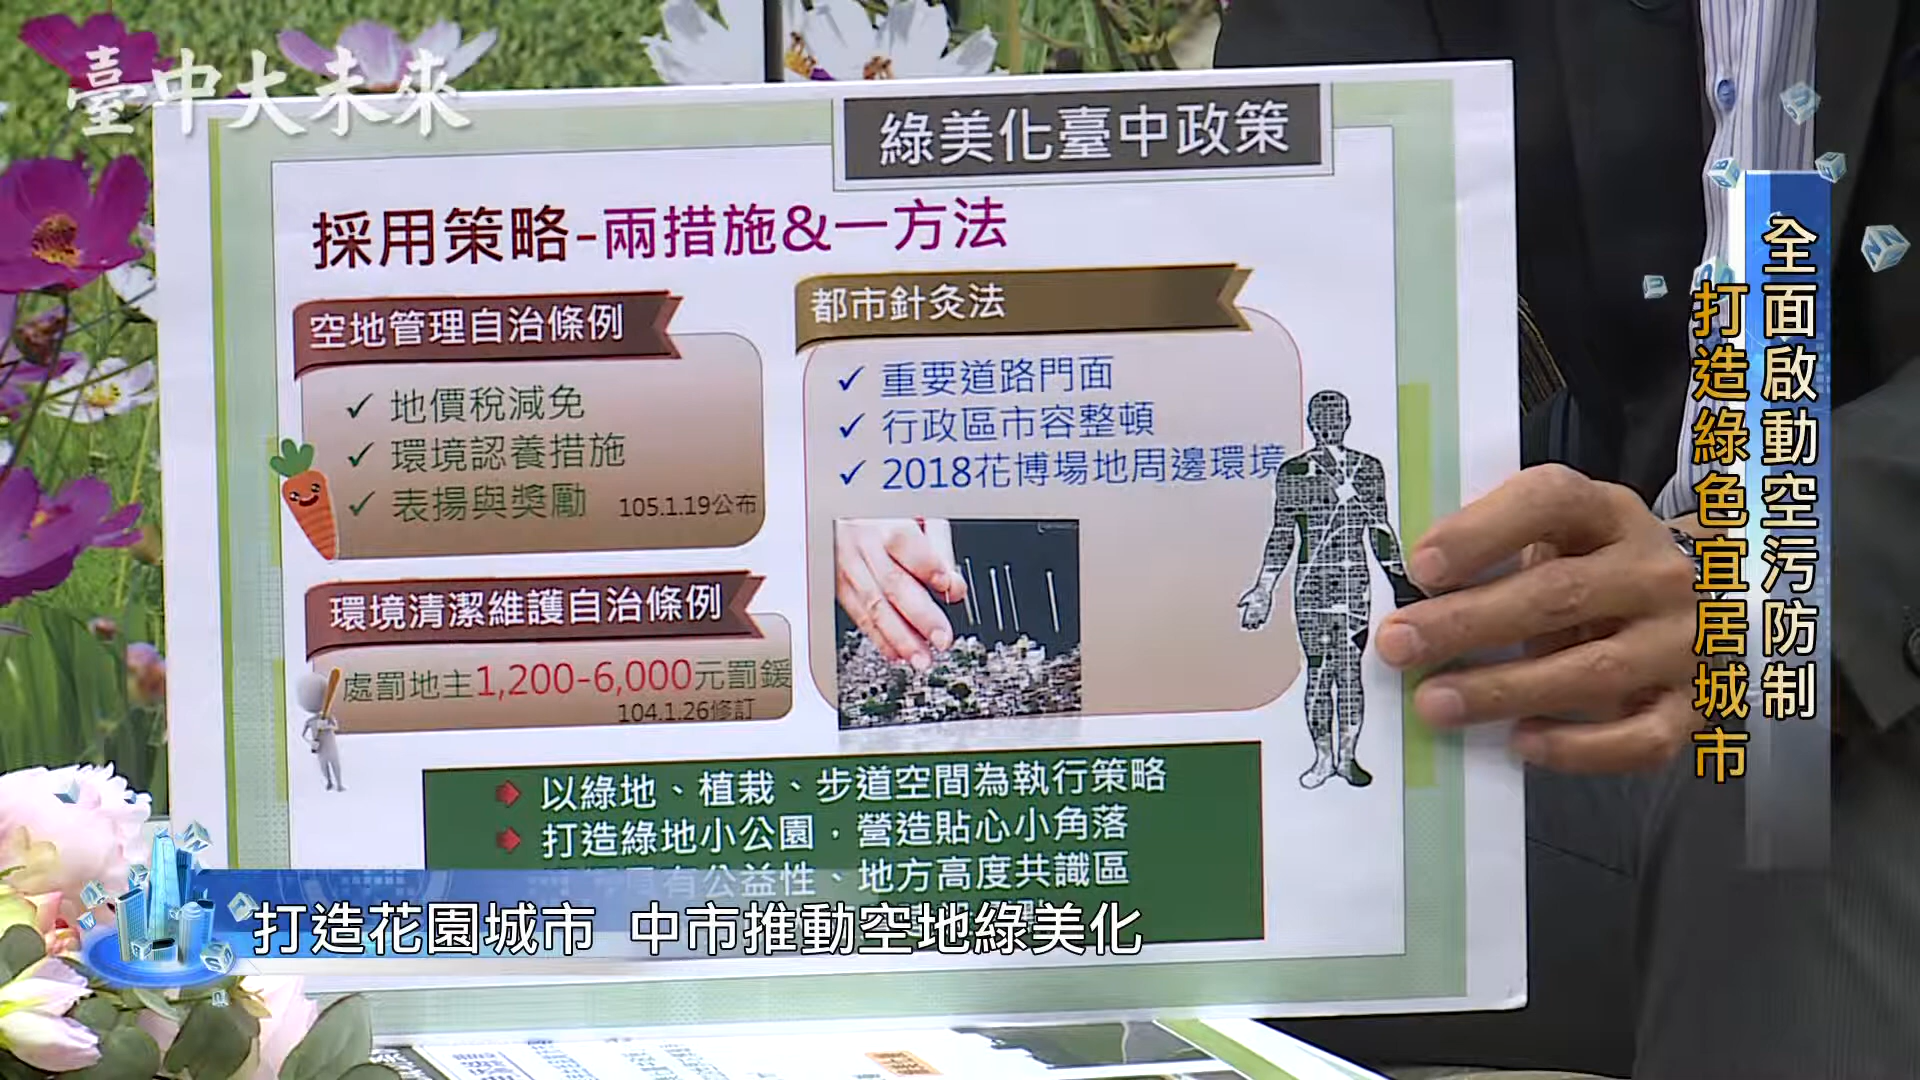 臺中大未來
綠美化臺中政策
採用策略-兩措施&一方法
空地管理自治條例
✓ 地價稅減免
✓ 環境認養措施
✓ 表揚與獎勵
105.1.19公布
環境清潔維護自治條例
處罰地主1,200-6,000元罰鍰
104.1.26修訂
都市針灸法
✓ 重要道路門面
✓ 行政區市容整頓
✓ 2018花博場地周邊環境
以綠地、植栽、步道空間為執行策略
打造綠地小公園，營造貼心小角落
有公益性、地方高度共識區
打造花園城市 中市推動空地綠美化
全面啟動空污防制
打造綠色宜居城市